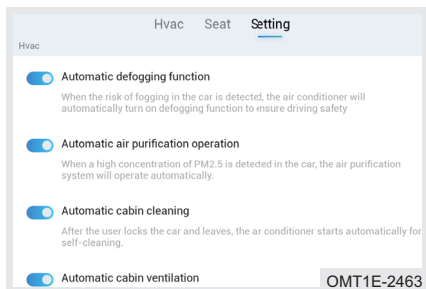 Hvac Seat Setting
Hvac
Automatic defogging function
When the risk of fogging in the car is detected, the air conditioner will
automatically turn on defogging function to ensure driving safety
Automatic air purification operation
When a high concentration of PM2.5 is detected in the car, the air purification
system will operate automatically.
Automatic cabin cleaning
After the user locks the car and leaves, the ar conditioner starts automatically for
self-cleaning.
Automatic cabin ventilation
OMT1E-2463